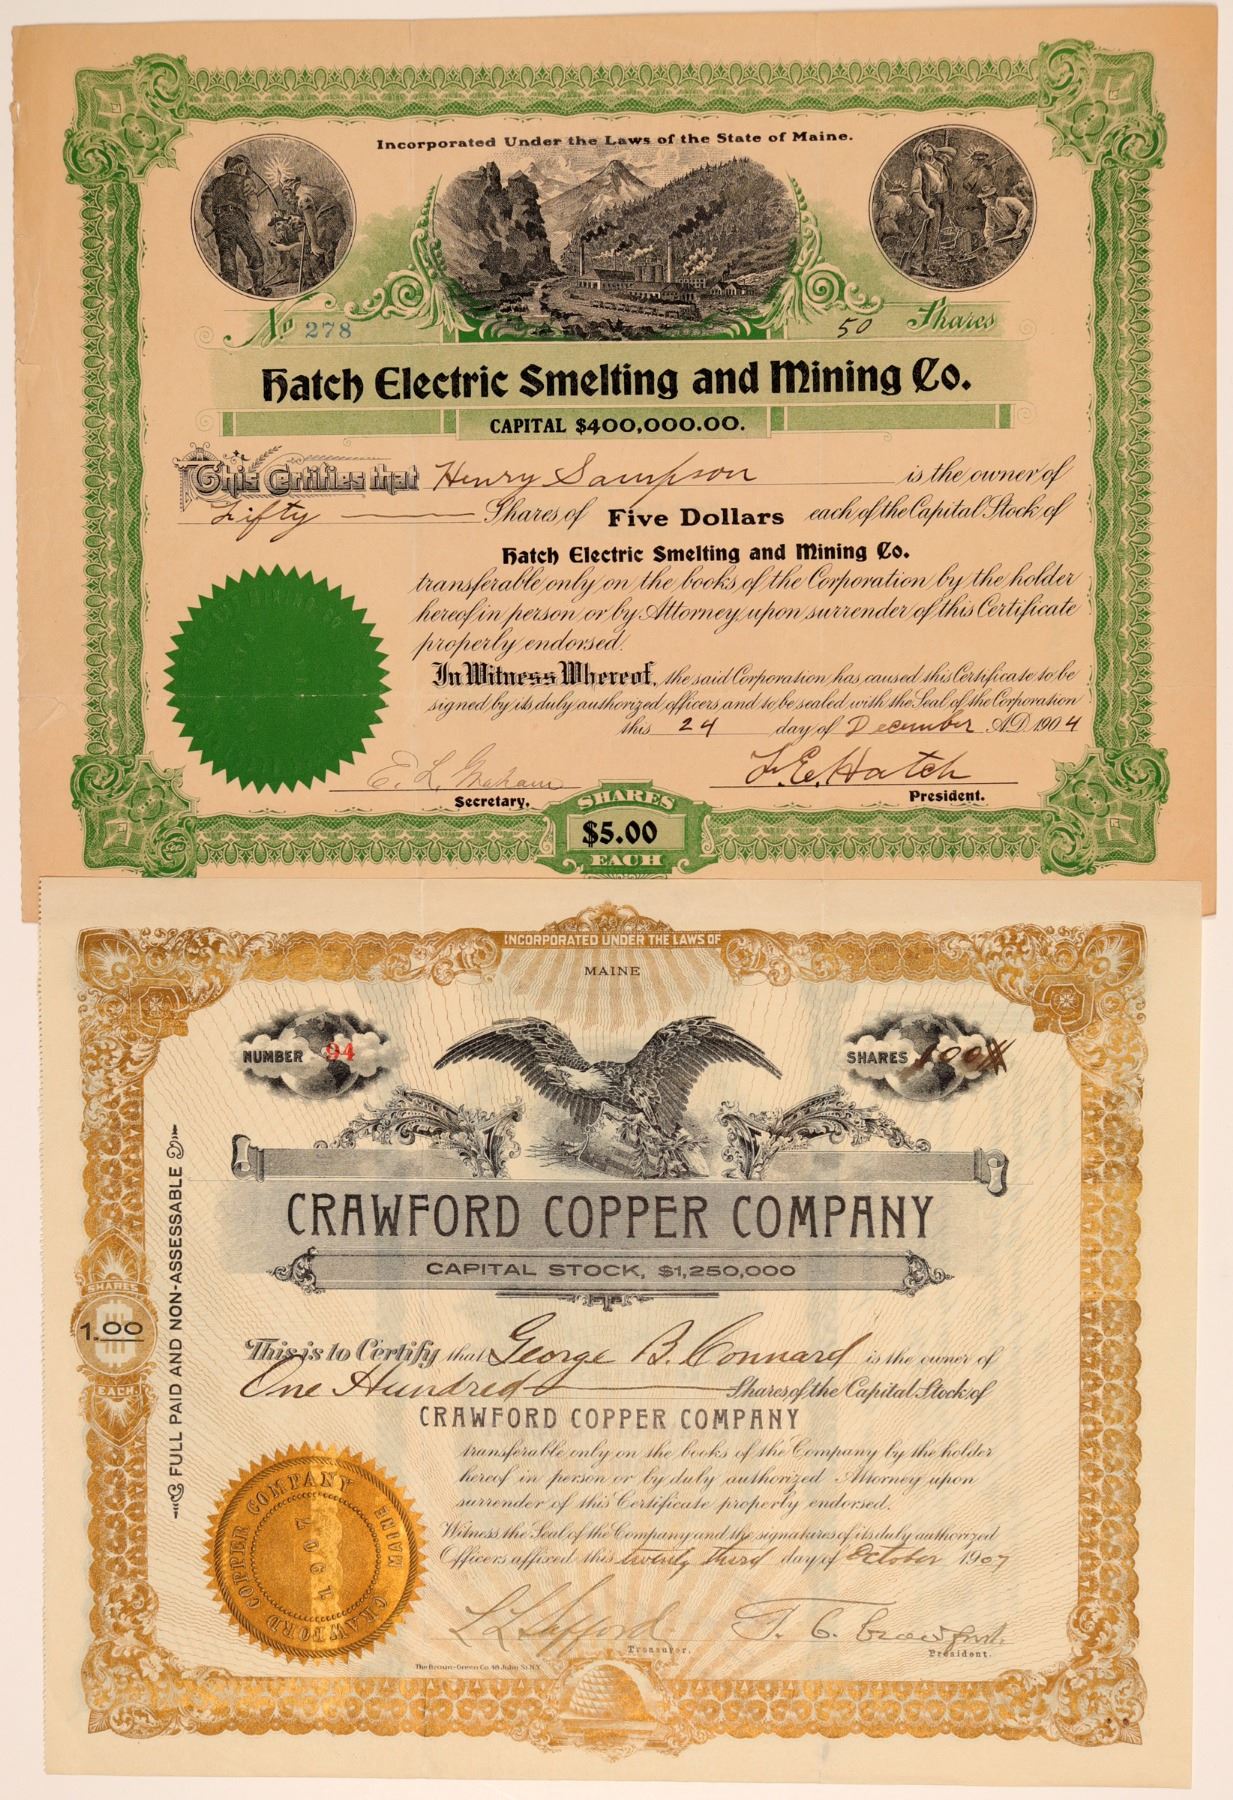 Incorporated Under the Laws of the State of Maine.
No 278
50 Shares
Hatch Electric Smelting and Mining Co.
CAPITAL $400,000.00.
This Certifies that Henry Sampson is the owner of
Fifty Shares of Five Dollars each of the Capital Stock of
Hatch Electric Smelting and Mining Co.
transferable only on the books of the Corporation by the holder
hereof in person or by Attorney upon surrender of this Certificate
properly endorsed.
In Witness Whereof, the said Corporation has caused this Certificate to be
signed by its duly authorized officers and to be sealed with the Seal of the Corporation
this 24 day of December A.D. 1904
E. L. Graham
Secretary.
L. E. Hatch
President.
SHARES
$5.00
EACH
INCORPORATED UNDER THE LAWS OF
MAINE
NUMBER 94
SHARES 100
CRAWFORD COPPER COMPANY
CAPITAL STOCK, $1,250,000
SHARES
1.00
EACH
FULL PAID AND NON-ASSESSABLE
This is to Certify that George B. Connard is the owner of
One Hundred Shares of the Capital Stock of
CRAWFORD COPPER COMPANY
transferable only on the books of the Company by the holder
hereof in person or by duly authorized Attorney upon
surrender of this Certificate properly endorsed.
Witness the Seal of the Company and the signatures of its duly authorized
Officers affixed this twenty third day of October 1907
CRAWFORD COPPER COMPANY
MAINE
1907
Treasurer.
President.
The Broun-Green Co. 48 John St. N.Y.